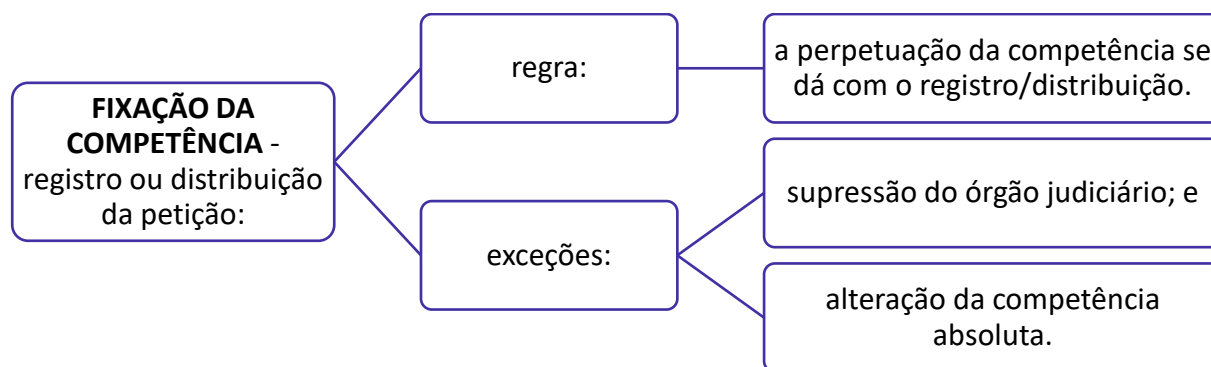 FIXAÇÃO DA
COMPETÊNCIA -
registro ou distribuição
da petição:
regra:
a perpetuação da competência se
dá com o registro/distribuição.
exceções:
supressão do órgão judiciário; e
alteração da competência
absoluta.